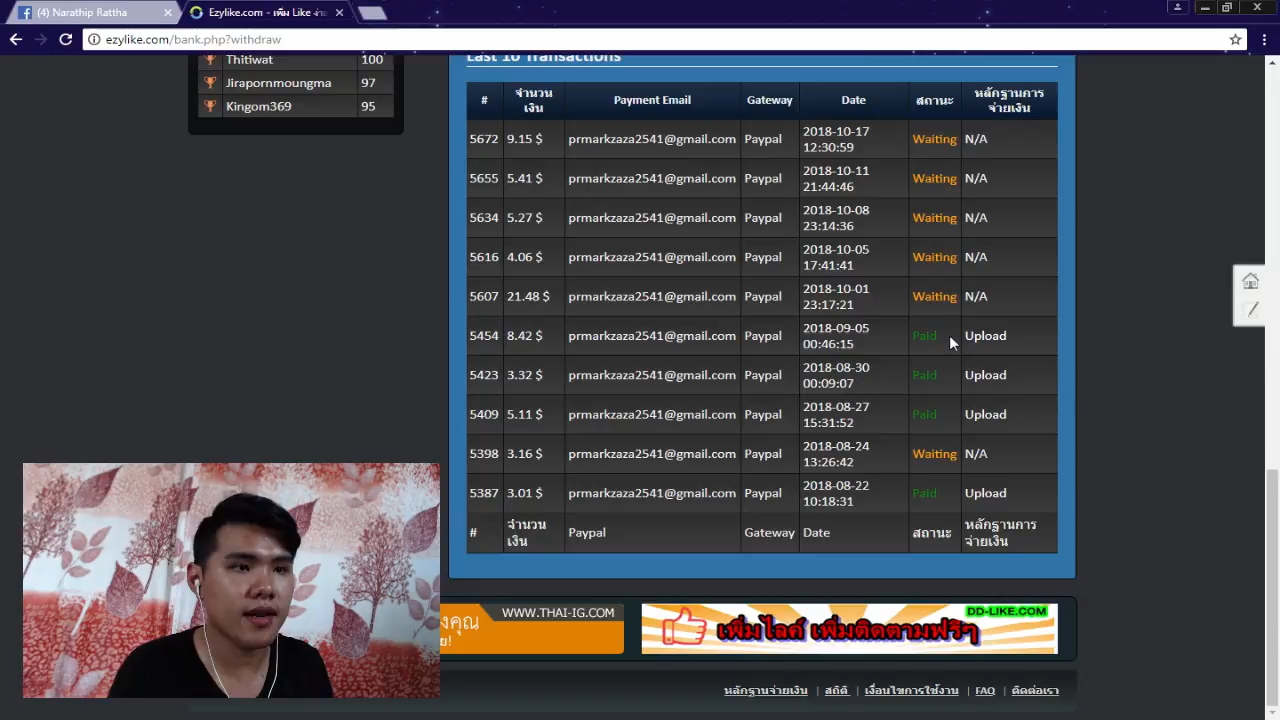 (4) Narathip Rattha
Ezylike.com - เพิ่ม Like ง่าย
ezylike.com/bank.php?withdraw
Thitiwat 100
Jirapornmoungma 97
Kingom369 95
Last 10 Transactions
# จำนวนเงิน Payment Email Gateway Date สถานะ หลักฐานการจ่ายเงิน
5672 9.15 $ prmarkzaza2541@gmail.com Paypal 2018-10-17 12:30:59 Waiting N/A
5655 5.41 $ prmarkzaza2541@gmail.com Paypal 2018-10-11 21:44:46 Waiting N/A
5634 5.27 $ prmarkzaza2541@gmail.com Paypal 2018-10-08 23:14:36 Waiting N/A
5616 4.06 $ prmarkzaza2541@gmail.com Paypal 2018-10-05 17:41:41 Waiting N/A
5607 21.48 $ prmarkzaza2541@gmail.com Paypal 2018-10-01 23:17:21 Waiting N/A
5454 8.42 $ prmarkzaza2541@gmail.com Paypal 2018-09-05 00:46:15 Paid Upload
5423 3.32 $ prmarkzaza2541@gmail.com Paypal 2018-08-30 00:09:07 Paid Upload
5409 5.11 $ prmarkzaza2541@gmail.com Paypal 2018-08-27 15:31:52 Paid Upload
5398 3.16 $ prmarkzaza2541@gmail.com Paypal 2018-08-24 13:26:42 Waiting N/A
5387 3.01 $ prmarkzaza2541@gmail.com Paypal 2018-08-22 10:18:31 Paid Upload
# จำนวนเงิน Paypal Gateway Date สถานะ หลักฐานการจ่ายเงิน
WWW.THAI-IG.COM
DD-LIKE.COM
เพิ่มไลค์ เพิ่มติดตามฟรีๆ
หลักฐานจ่ายเงิน | สถิติ | เงื่อนไขการใช้งาน | FAQ | ติดต่อเรา